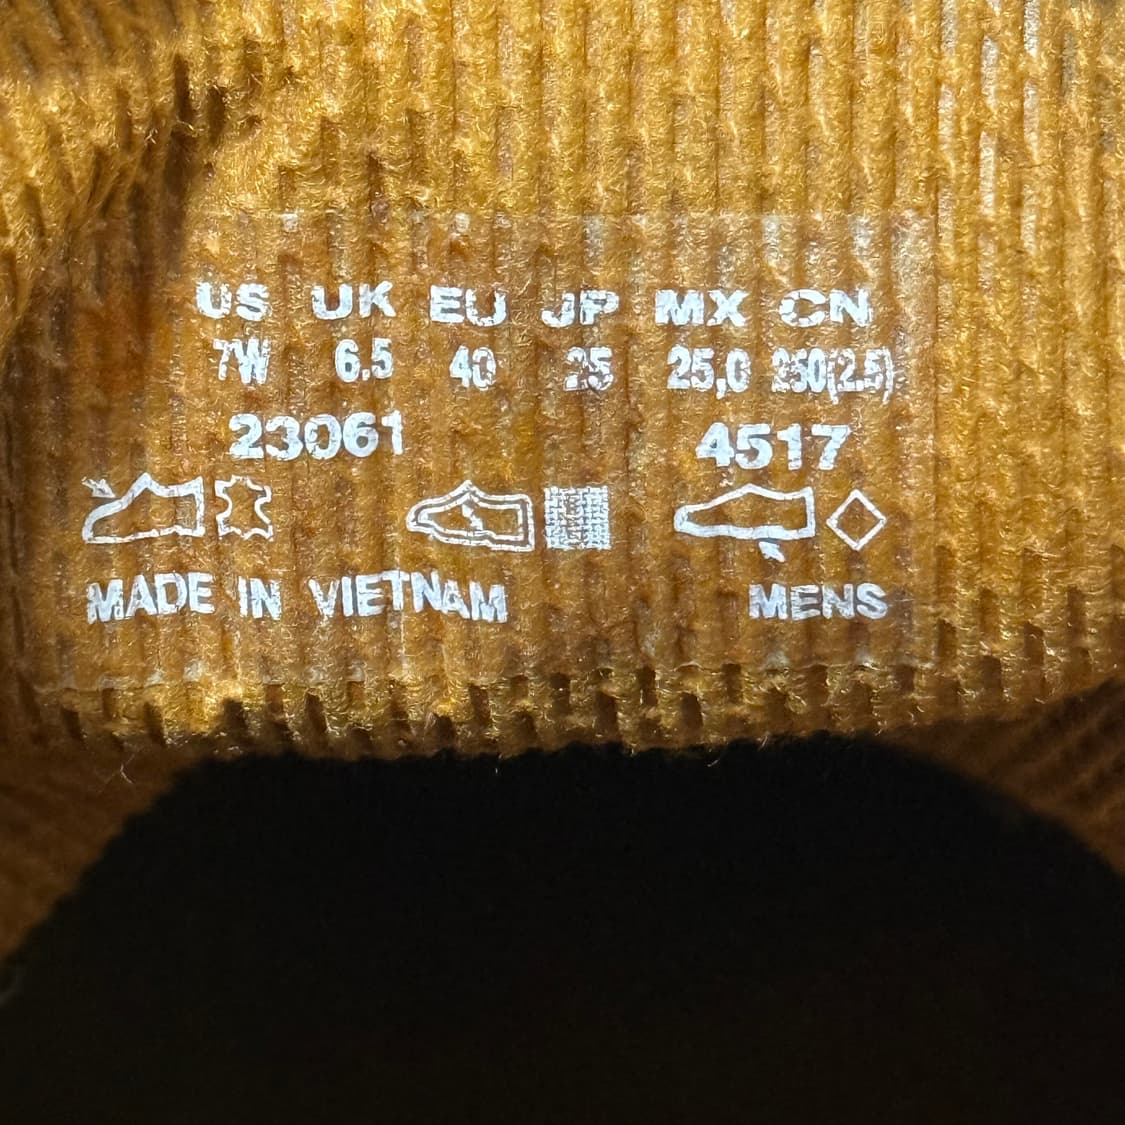 US UK EU JP MX CN
7W 6.5 40 25 25,0 250(2.5)
23061 4517
MADE IN VIETNAM MENS